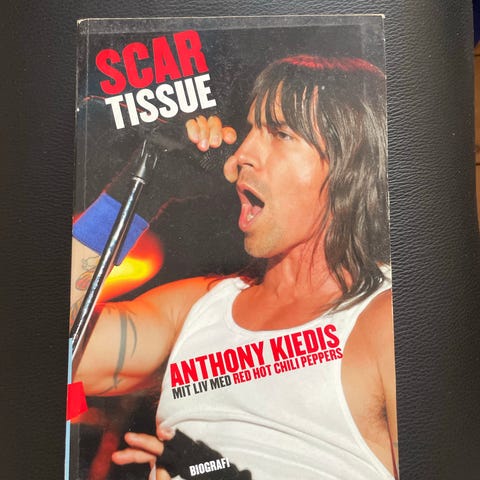 SCAR
TISSUE
ANTHONY KIEDIS
MIT LIV MED RED HOT CHILI PEPPERS
BIOGRAFI